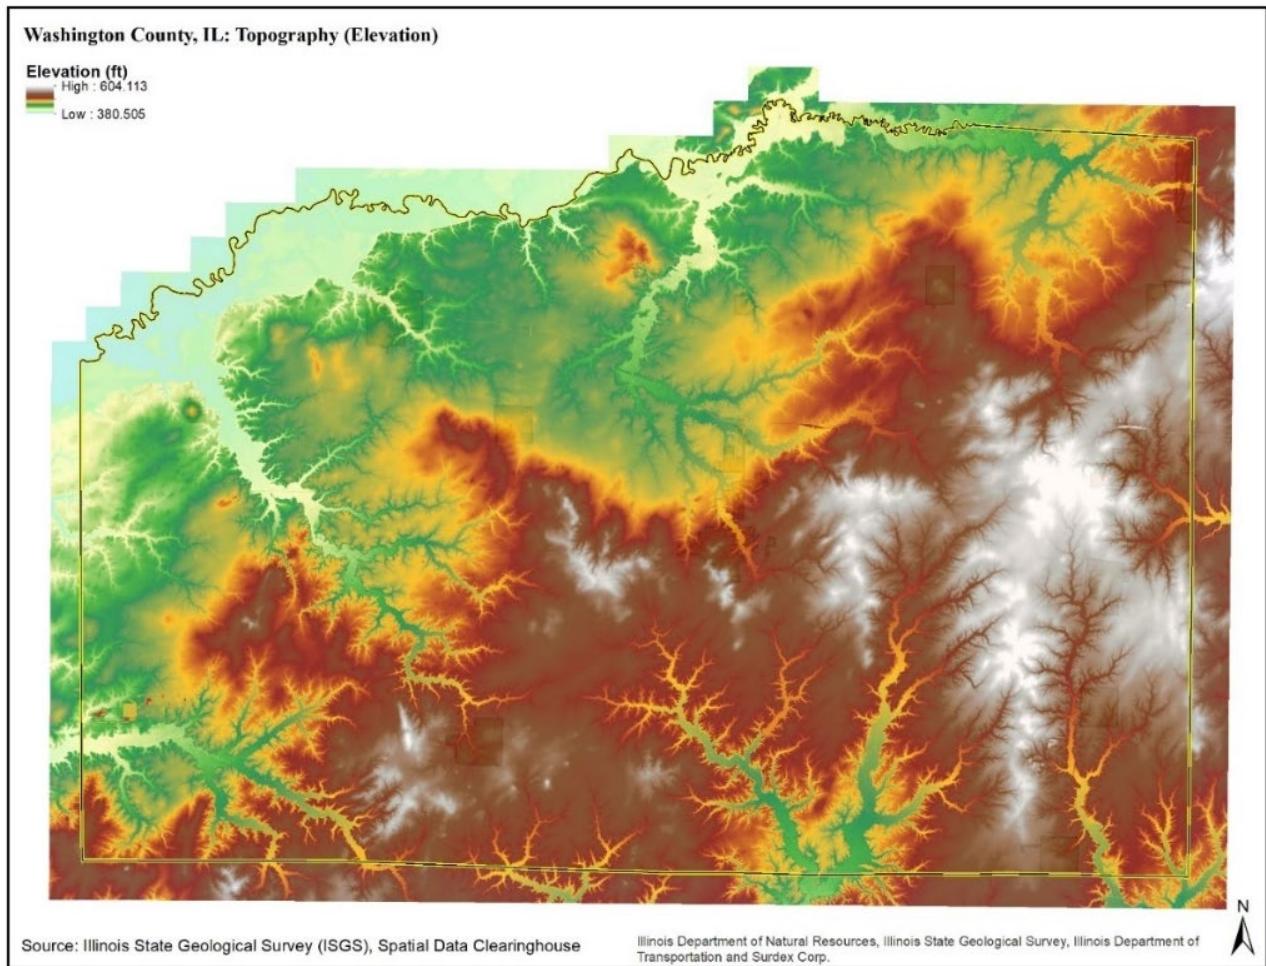 Washington County, IL: Topography (Elevation)
Elevation (ft)
High : 604.113
Low : 380.505
N
Source: Illinois State Geological Survey (ISGS), Spatial Data Clearinghouse
Illinois Department of Natural Resources, Illinois State Geological Survey, Illinois Department of
Transportation and Surdex Corp.